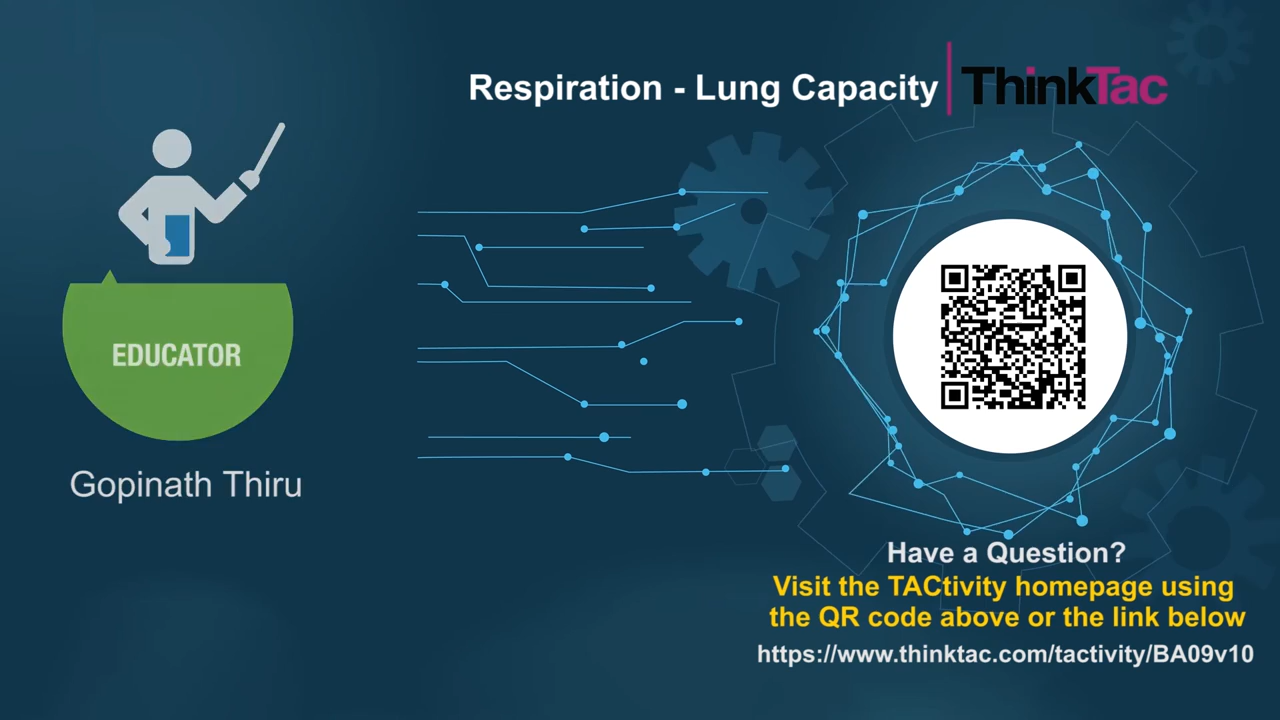 Respiration - Lung Capacity ThinkTac
EDUCATOR
Gopinath Thiru
Have a Question?
Visit the TACtivity homepage using
the QR code above or the link below
https://www.thinktac.com/tactivity/BA09v10